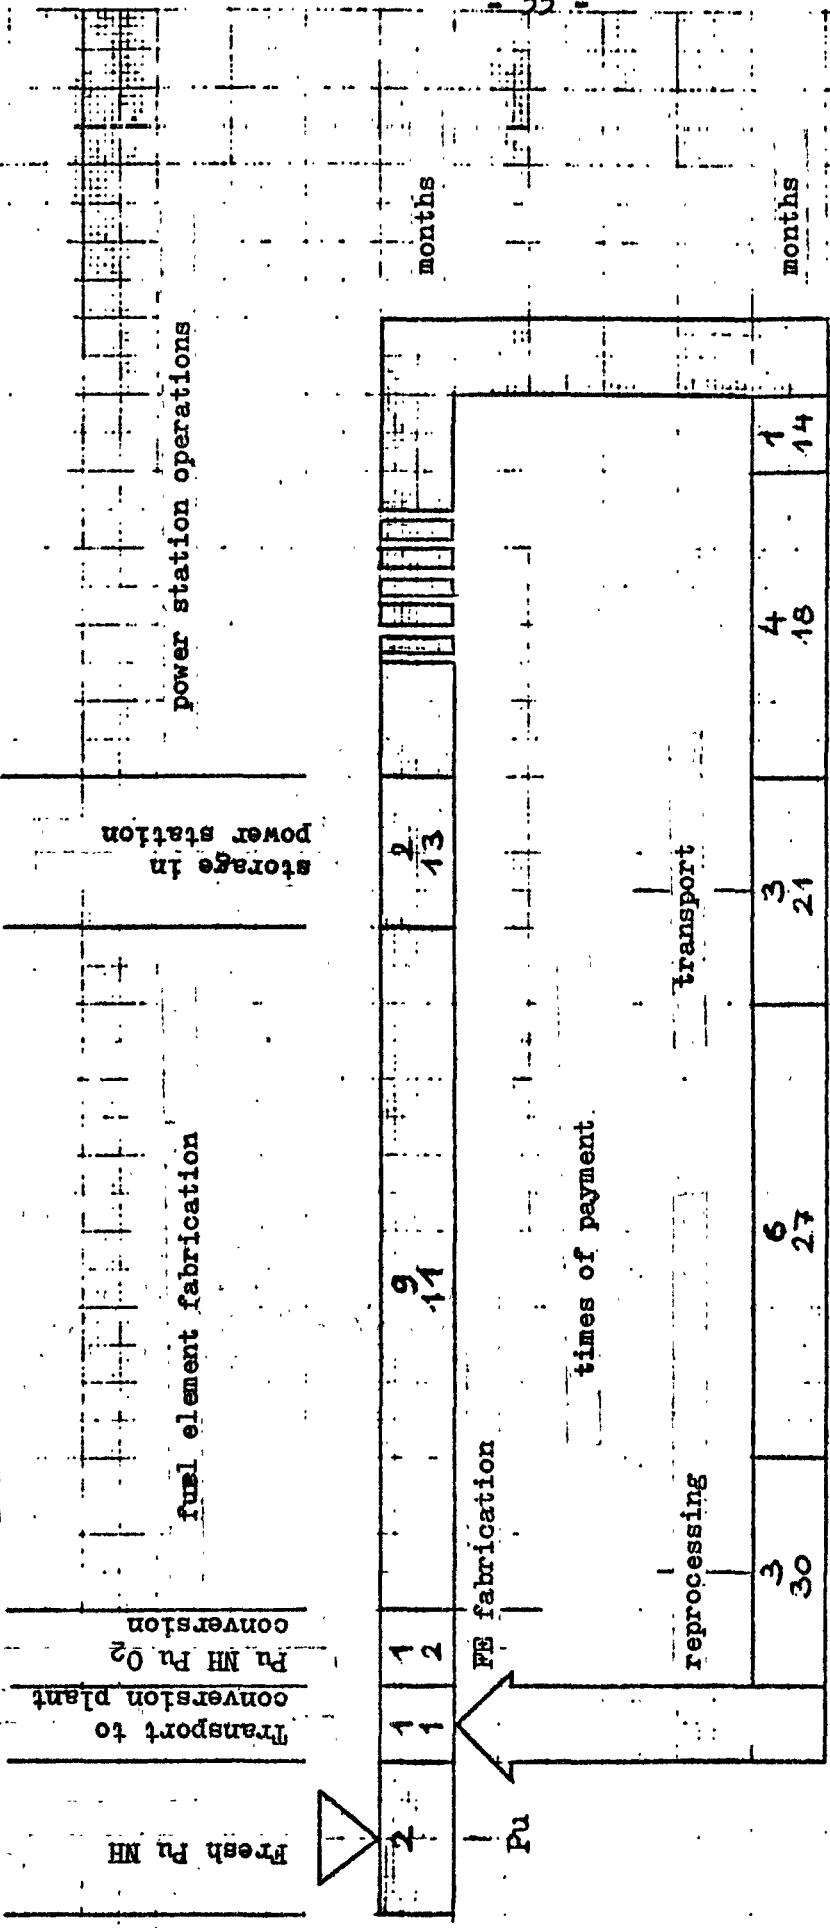 - 55 -
Fresh Pu NH
Transport to
conversion plant
Pu NH Pu O₂
conversion
fuel element fabrication
storage in
power station
power station operations
2
1
1
1
2
9
11
2
13
months
Pu
FE fabrication
times of payment
reprocessing
transport
3
30
6
27
3
21
4
18
1
14
months